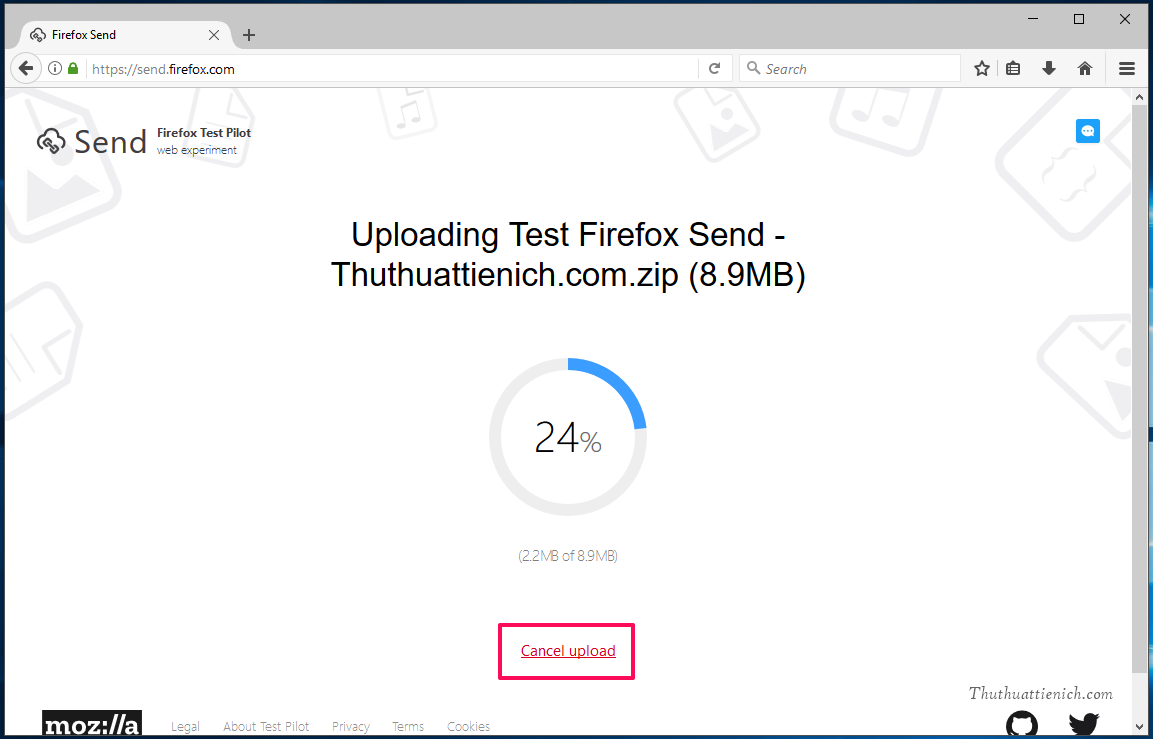 Firefox Send
https://send.firefox.com
Search
Send
Firefox Test Pilot
web experiment
Uploading Test Firefox Send -
Thuthuattienich.com.zip (8.9MB)
24%
(2.2MB of 8.9MB)
Cancel upload
Thuthuattienich.com
moz://a
Legal
About Test Pilot
Privacy
Terms
Cookies